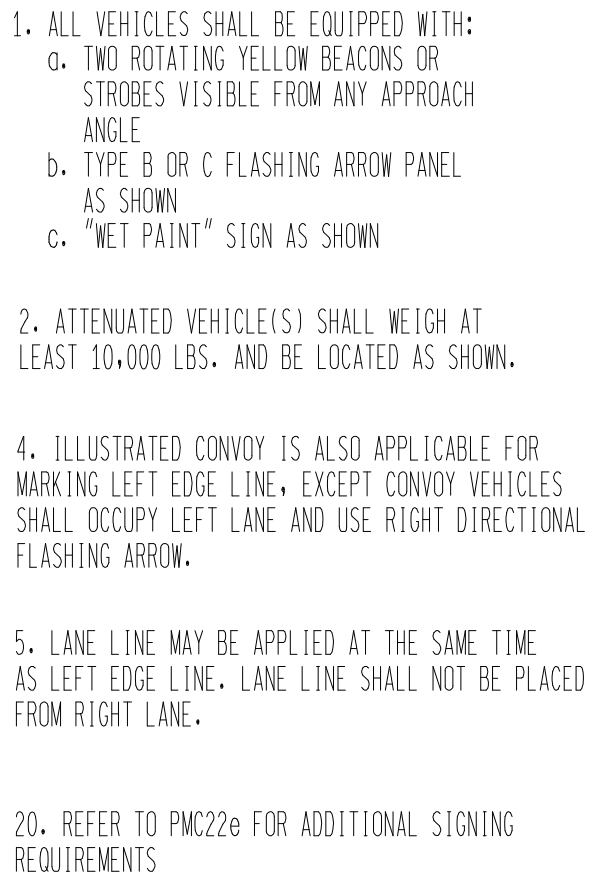 1. ALL VEHICLES SHALL BE EQUIPPED WITH:
a. TWO ROTATING YELLOW BEACONS OR
STROBES VISIBLE FROM ANY APPROACH
ANGLE
b. TYPE B OR C FLASHING ARROW PANEL
AS SHOWN
c. "WET PAINT" SIGN AS SHOWN
2. ATTENUATED VEHICLE(S) SHALL WEIGH AT
LEAST 10,000 LBS. AND BE LOCATED AS SHOWN.
4. ILLUSTRATED CONVOY IS ALSO APPLICABLE FOR
MARKING LEFT EDGE LINE, EXCEPT CONVOY VEHICLES
SHALL OCCUPY LEFT LANE AND USE RIGHT DIRECTIONAL
FLASHING ARROW.
5. LANE LINE MAY BE APPLIED AT THE SAME TIME
AS LEFT EDGE LINE. LANE LINE SHALL NOT BE PLACED
FROM RIGHT LANE.
20. REFER TO PMC22e FOR ADDITIONAL SIGNING
REQUIREMENTS